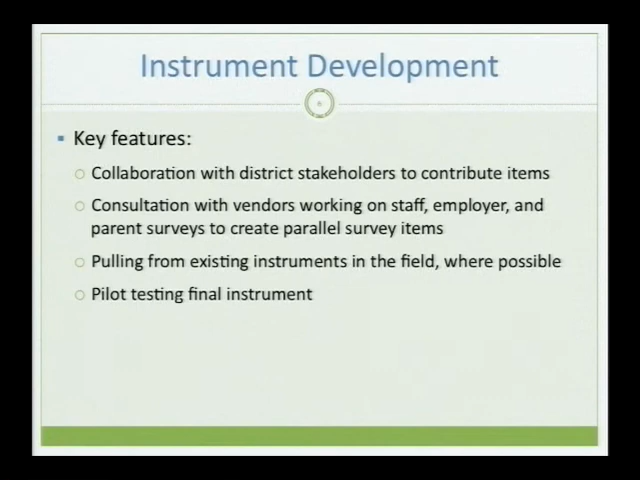 Instrument Development
Key features:
Collaboration with district stakeholders to contribute items
Consultation with vendors working on staff, employer, and
parent surveys to create parallel survey items
Pulling from existing instruments in the field, where possible
Pilot testing final instrument